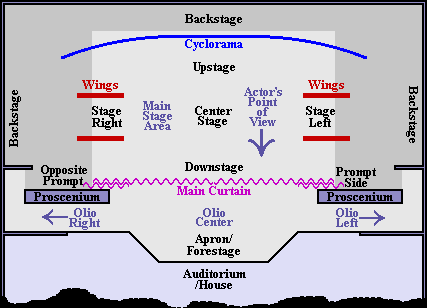 Backstage
Cyclorama
Upstage
Wings
Wings
Backstage
Stage
Right
Main
Stage
Area
Center
Stage
Actor's
Point
of
View
Stage
Left
Backstage
Downstage
Opposite
Prompt
Prompt
Side
Main Curtain
Proscenium
Proscenium
Olio
Right
Olio
Center
Olio
Left
Apron/
Forestage
Auditorium
/House